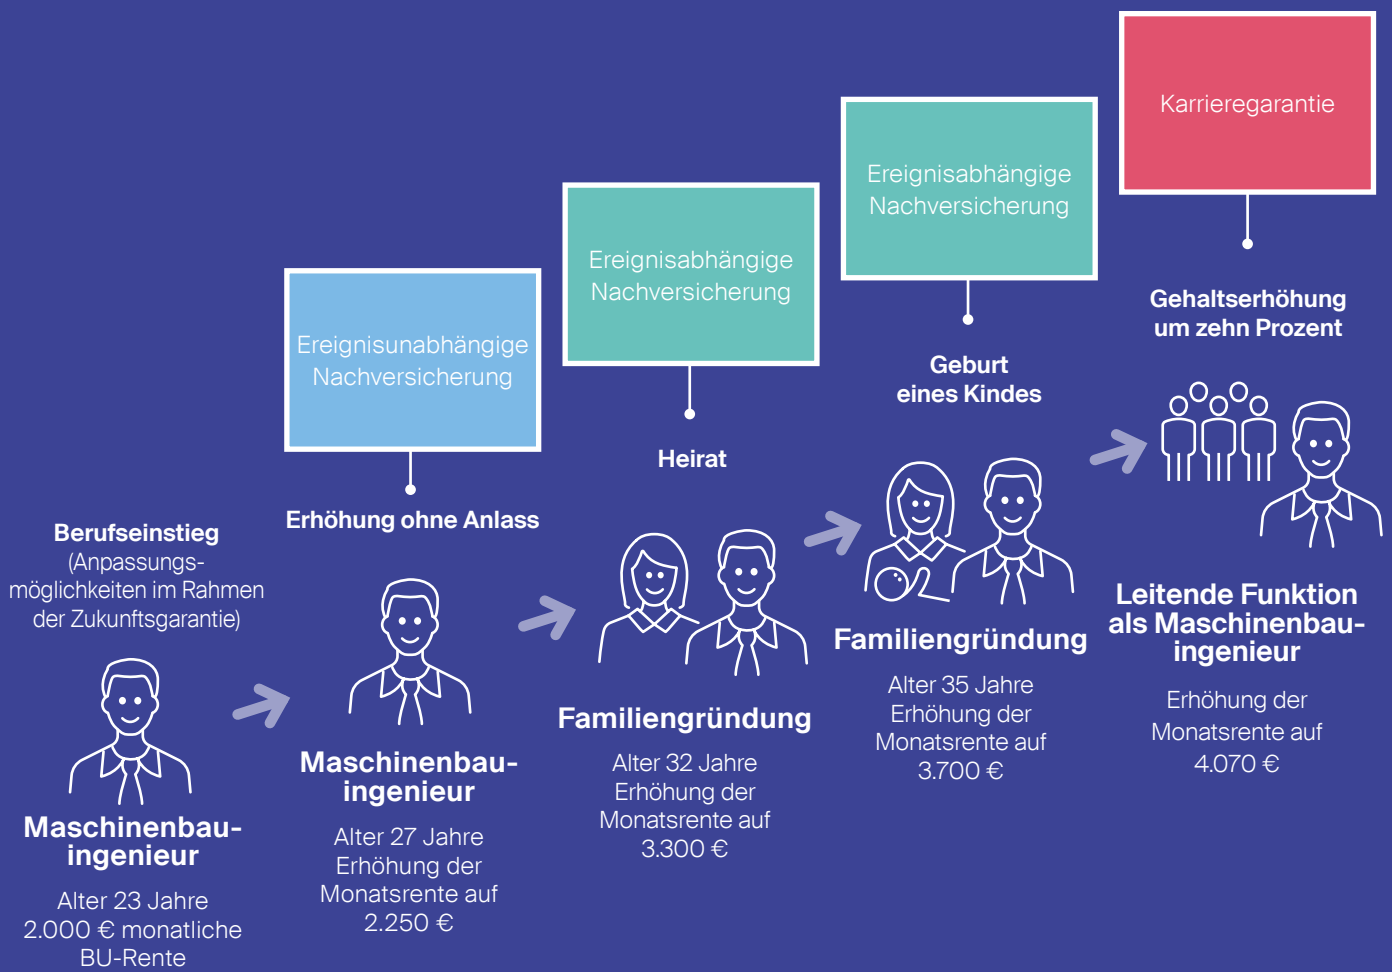 Berufseinstieg
(Anpassungs-
möglichkeiten im Rahmen
der Zukunftsgarantie)
Maschinenbau-
ingenieur
Alter 23 Jahre
2.000 € monatliche
BU-Rente
Ereignisunabhängige
Nachversicherung
Erhöhung ohne Anlass
Maschinenbau-
ingenieur
Alter 27 Jahre
Erhöhung der
Monatsrente auf
2.250 €
Ereignisabhängige
Nachversicherung
Heirat
Familiengründung
Alter 32 Jahre
Erhöhung der
Monatsrente auf
3.300 €
Ereignisabhängige
Nachversicherung
Geburt
eines Kindes
Familiengründung
Alter 35 Jahre
Erhöhung der
Monatsrente auf
3.700 €
Karrieregarantie
Gehaltserhöhung
um zehn Prozent
Leitende Funktion
als Maschinenbau-
ingenieur
Erhöhung der
Monatsrente auf
4.070 €